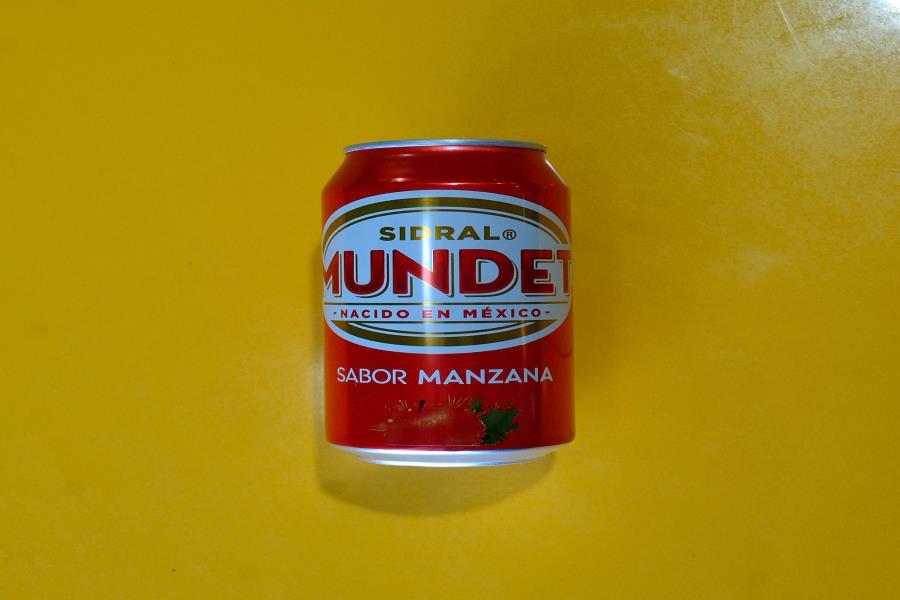 SIDRAL®
MUNDET
-NACIDO EN MÉXICO-
SABOR MANZANA